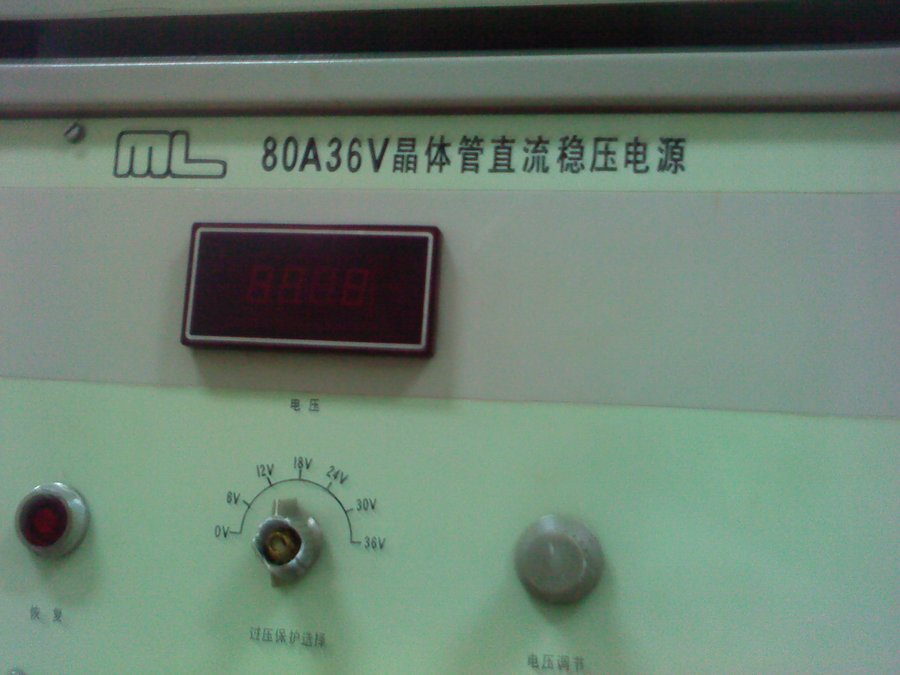 ML 80A36V晶体管直流稳压电源
电压
0V 6V 12V 18V 24V 30V 36V
恢复
过压保护选择
电压调节